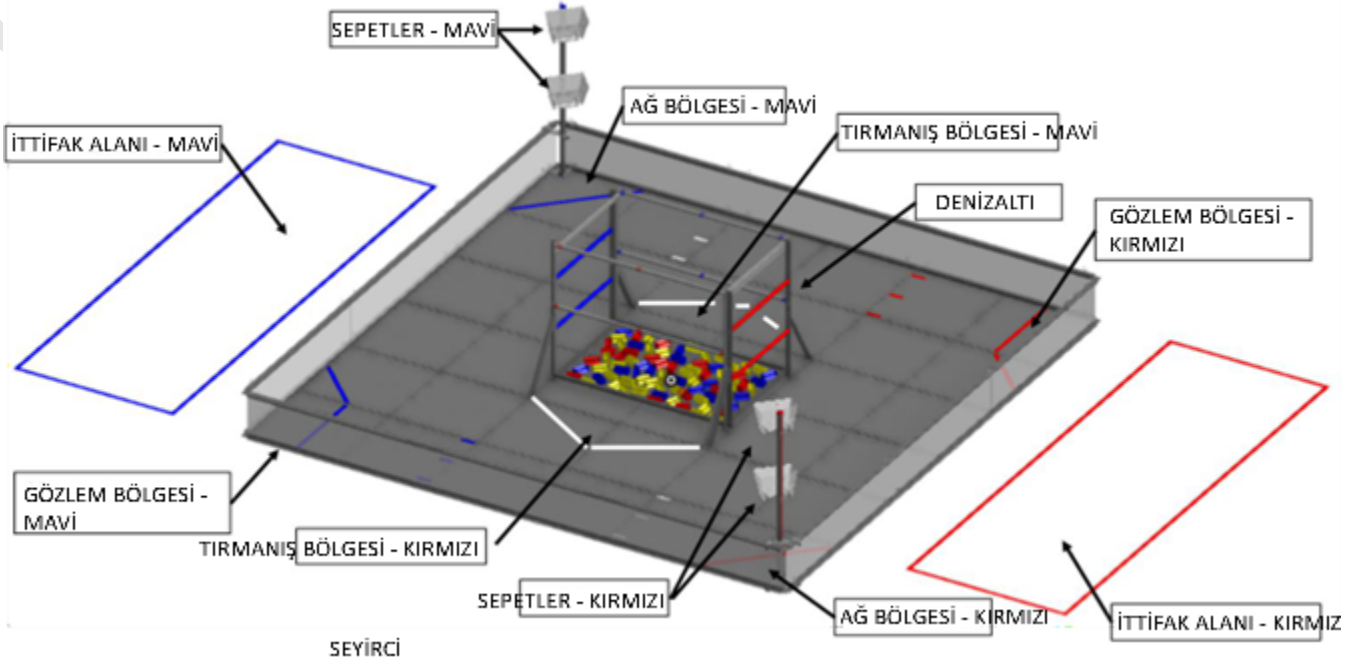 SEPETLER - MAVİ
AĞ BÖLGESİ - MAVİ
TIRMANIŞ BÖLGESİ - MAVİ
İTTİFAK ALANI - MAVİ
DENİZALTI
GÖZLEM BÖLGESİ -
KIRMIZI
GÖZLEM BÖLGESİ -
MAVİ
TIRMANIŞ BÖLGESİ - KIRMIZI
SEPETLER - KIRMIZI
AĞ BÖLGESİ - KIRMIZI
İTTİFAK ALANI - KIRMIZ
SEYİRCİ